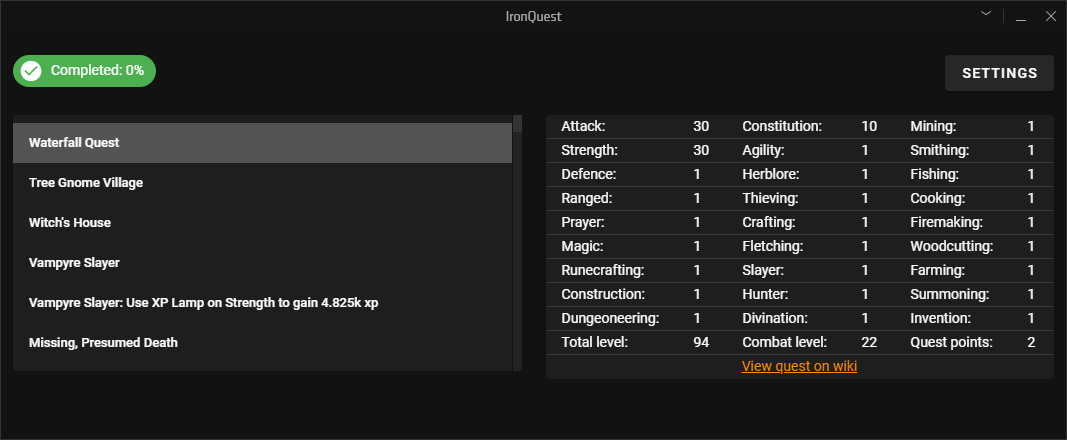 IronQuest
Completed: 0%
SETTINGS
Waterfall Quest
Tree Gnome Village
Witch's House
Vampyre Slayer
Vampyre Slayer: Use XP Lamp on Strength to gain 4.825k xp
Missing, Presumed Death
Attack: 30 Constitution: 10 Mining: 1
Strength: 30 Agility: 1 Smithing: 1
Defence: 1 Herblore: 1 Fishing: 1
Ranged: 1 Thieving: 1 Cooking: 1
Prayer: 1 Crafting: 1 Firemaking: 1
Magic: 1 Fletching: 1 Woodcutting: 1
Runecrafting: 1 Slayer: 1 Farming: 1
Construction: 1 Hunter: 1 Summoning: 1
Dungeoneering: 1 Divination: 1 Invention: 1
Total level: 94 Combat level: 22 Quest points: 2
View quest on wiki